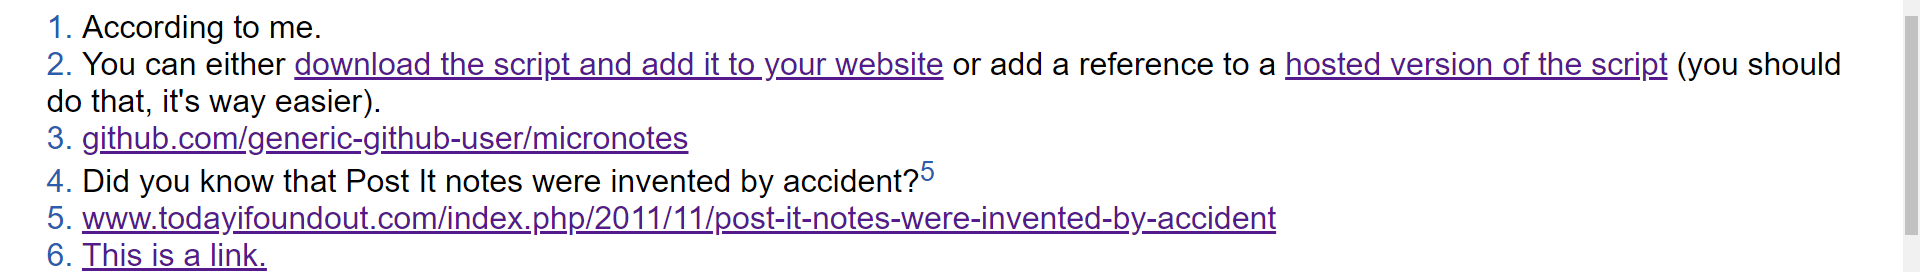 1. According to me.
2. You can either download the script and add it to your website or add a reference to a hosted version of the script (you should
do that, it's way easier).
3. github.com/generic-github-user/micronotes
4. Did you know that Post It notes were invented by accident?5
5. www.todayifoundout.com/index.php/2011/11/post-it-notes-were-invented-by-accident
6. This is a link.